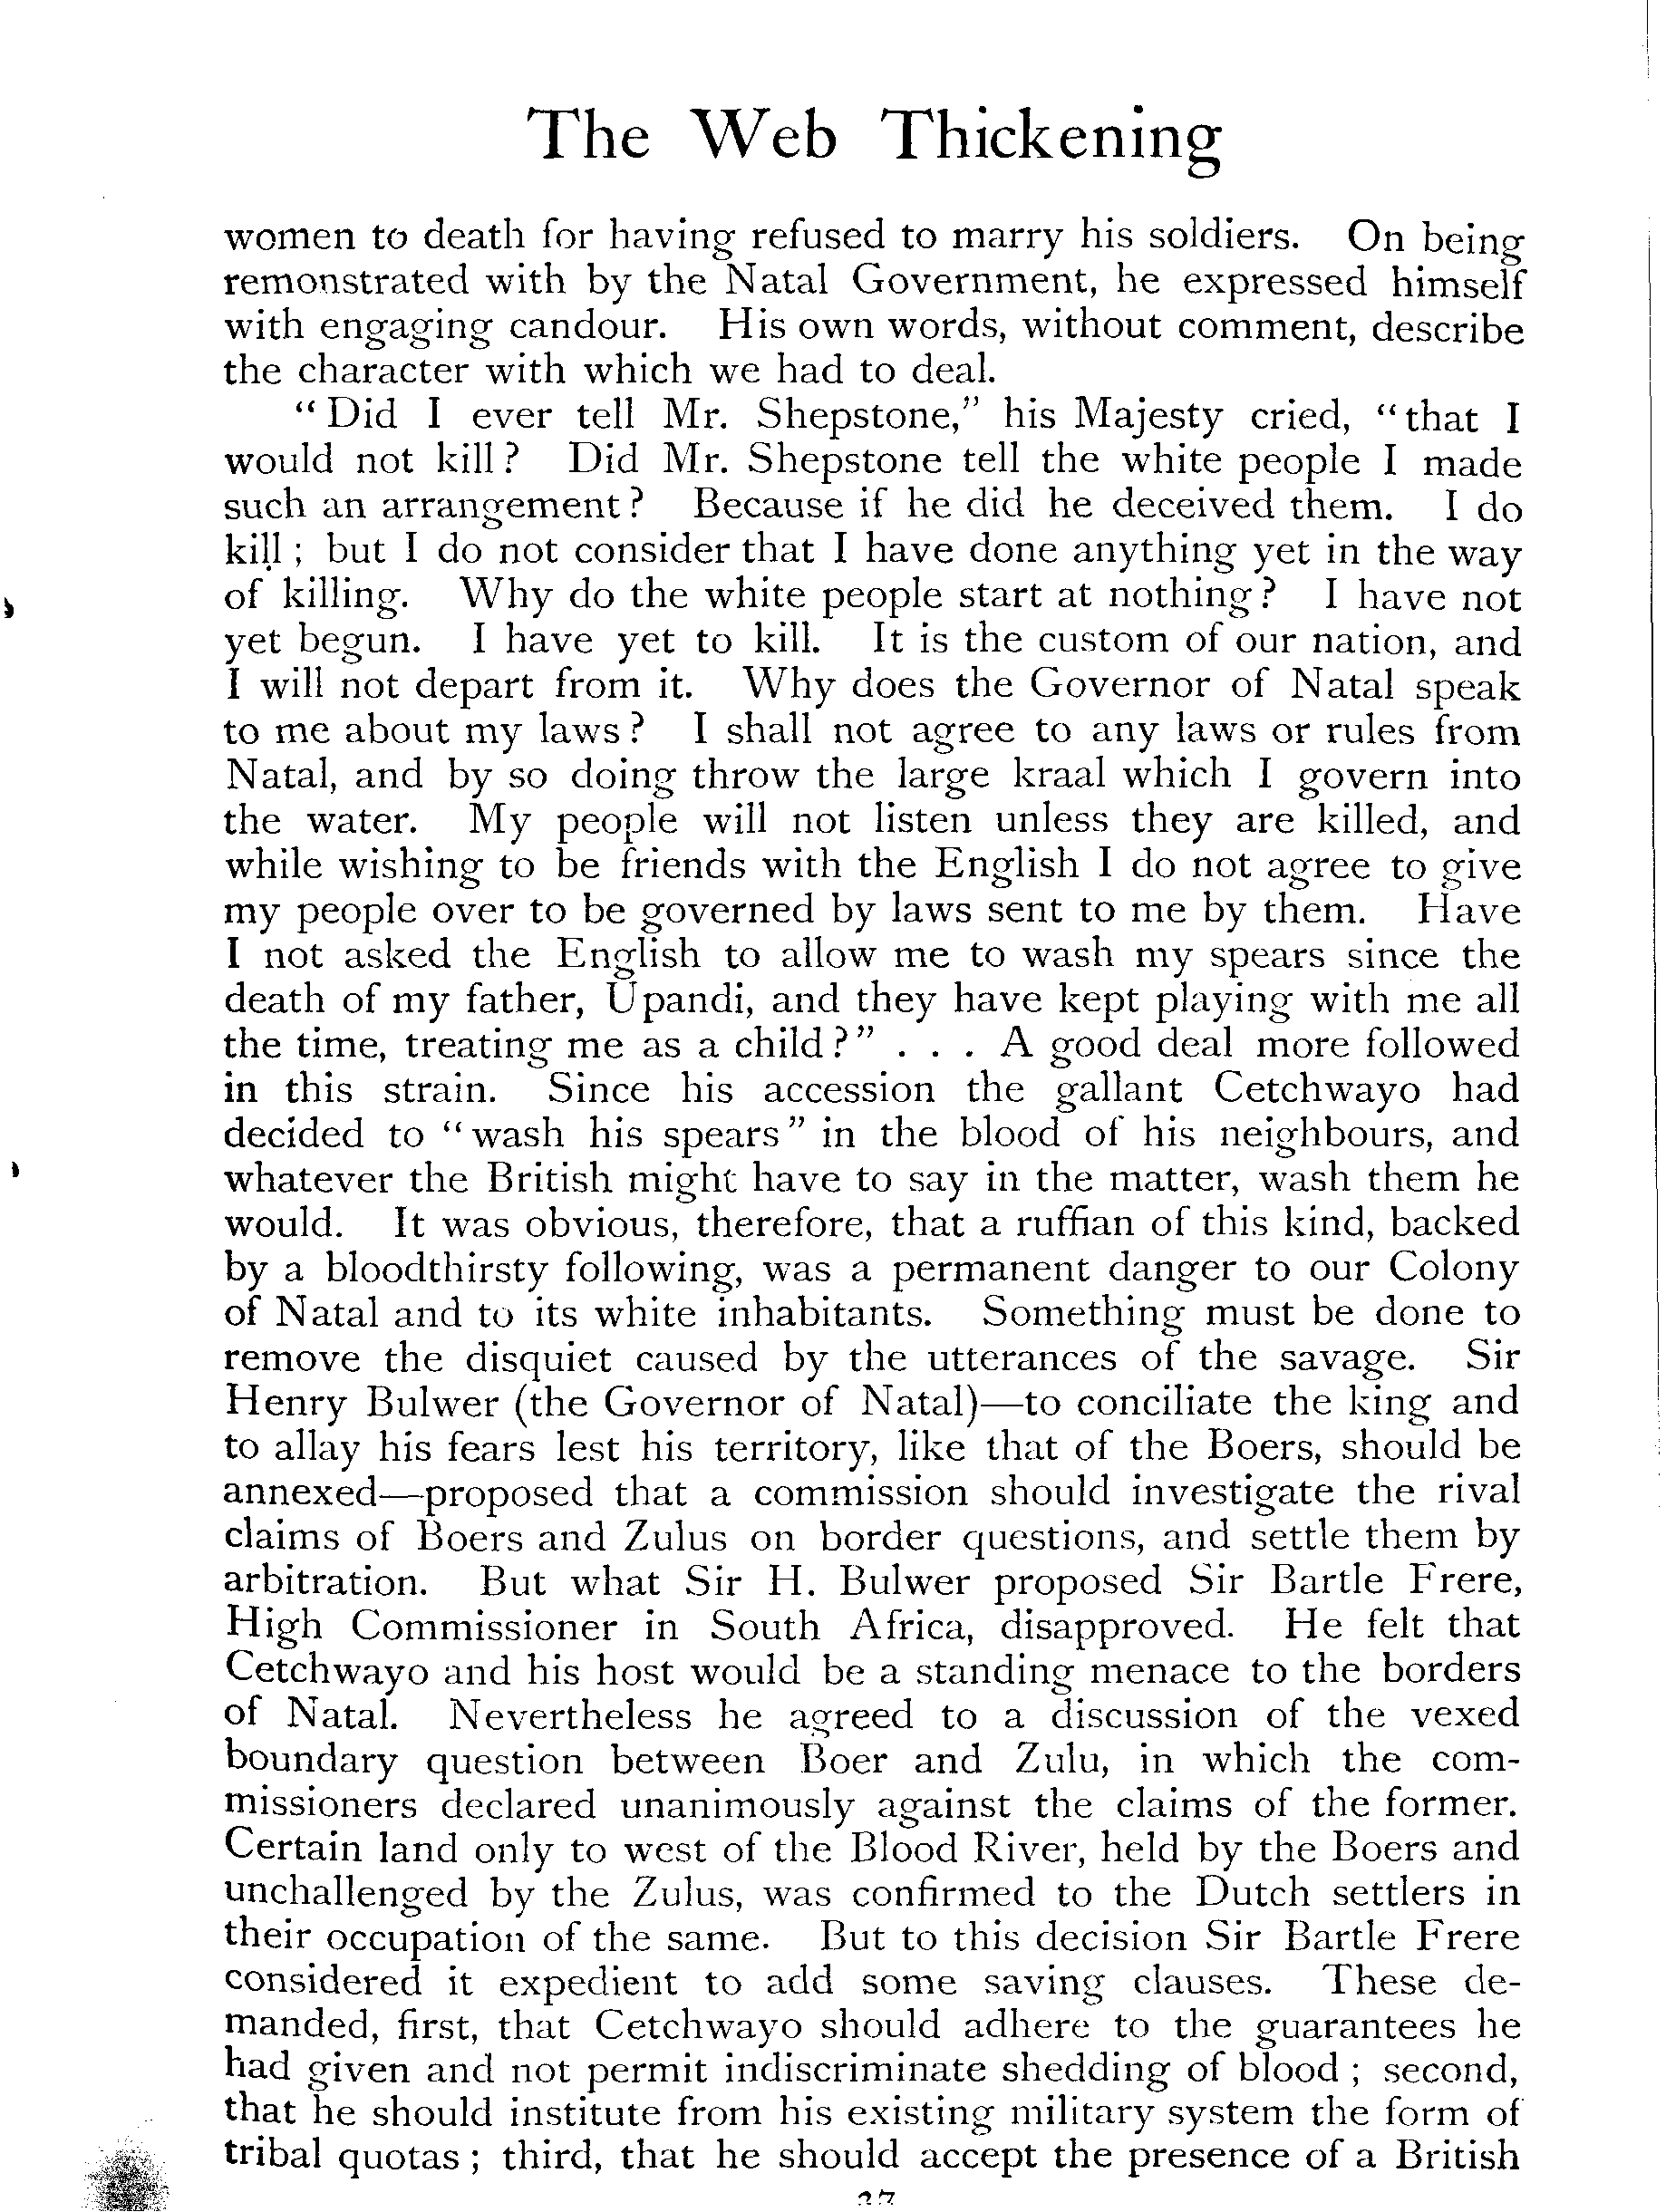 The Web Thickening
women to death for having refused to marry his soldiers. On being
remonstrated with by the Natal Government, he expressed himself
with engaging candour. His own words, without comment, describe
the character with which we had to deal.
“Did I ever tell Mr. Shepstone,” his Majesty cried, “that I
would not kill? Did Mr. Shepstone tell the white people I made
such an arrangement? Because if he did he deceived them. I do
kill; but I do not consider that I have done anything yet in the way
of killing. Why do the white people start at nothing? I have not
yet begun. I have yet to kill. It is the custom of our nation, and
I will not depart from it. Why does the Governor of Natal speak
to me about my laws? I shall not agree to any laws or rules from
Natal, and by so doing throw the large kraal which I govern into
the water. My people will not listen unless they are killed, and
while wishing to be friends with the English I do not agree to give
my people over to be governed by laws sent to me by them. Have
I not asked the English to allow me to wash my spears since the
death of my father, Upandi, and they have kept playing with me all
the time, treating me as a child?” . . . A good deal more followed
in this strain. Since his accession the gallant Cetchwayo had
decided to “wash his spears” in the blood of his neighbours, and
whatever the British might have to say in the matter, wash them he
would. It was obvious, therefore, that a ruffian of this kind, backed
by a bloodthirsty following, was a permanent danger to our Colony
of Natal and to its white inhabitants. Something must be done to
remove the disquiet caused by the utterances of the savage. Sir
Henry Bulwer (the Governor of Natal)—to conciliate the king and
to allay his fears lest his territory, like that of the Boers, should be
annexed—proposed that a commission should investigate the rival
claims of Boers and Zulus on border questions, and settle them by
arbitration. But what Sir H. Bulwer proposed Sir Bartle Frere,
High Commissioner in South Africa, disapproved. He felt that
Cetchwayo and his host would be a standing menace to the borders
of Natal. Nevertheless he agreed to a discussion of the vexed
boundary question between Boer and Zulu, in which the com-
missioners declared unanimously against the claims of the former.
Certain land only to west of the Blood River, held by the Boers and
unchallenged by the Zulus, was confirmed to the Dutch settlers in
their occupation of the same. But to this decision Sir Bartle Frere
considered it expedient to add some saving clauses. These de-
manded, first, that Cetchwayo should adhere to the guarantees he
had given and not permit indiscriminate shedding of blood; second,
that he should institute from his existing military system the form of
tribal quotas; third, that he should accept the presence of a British